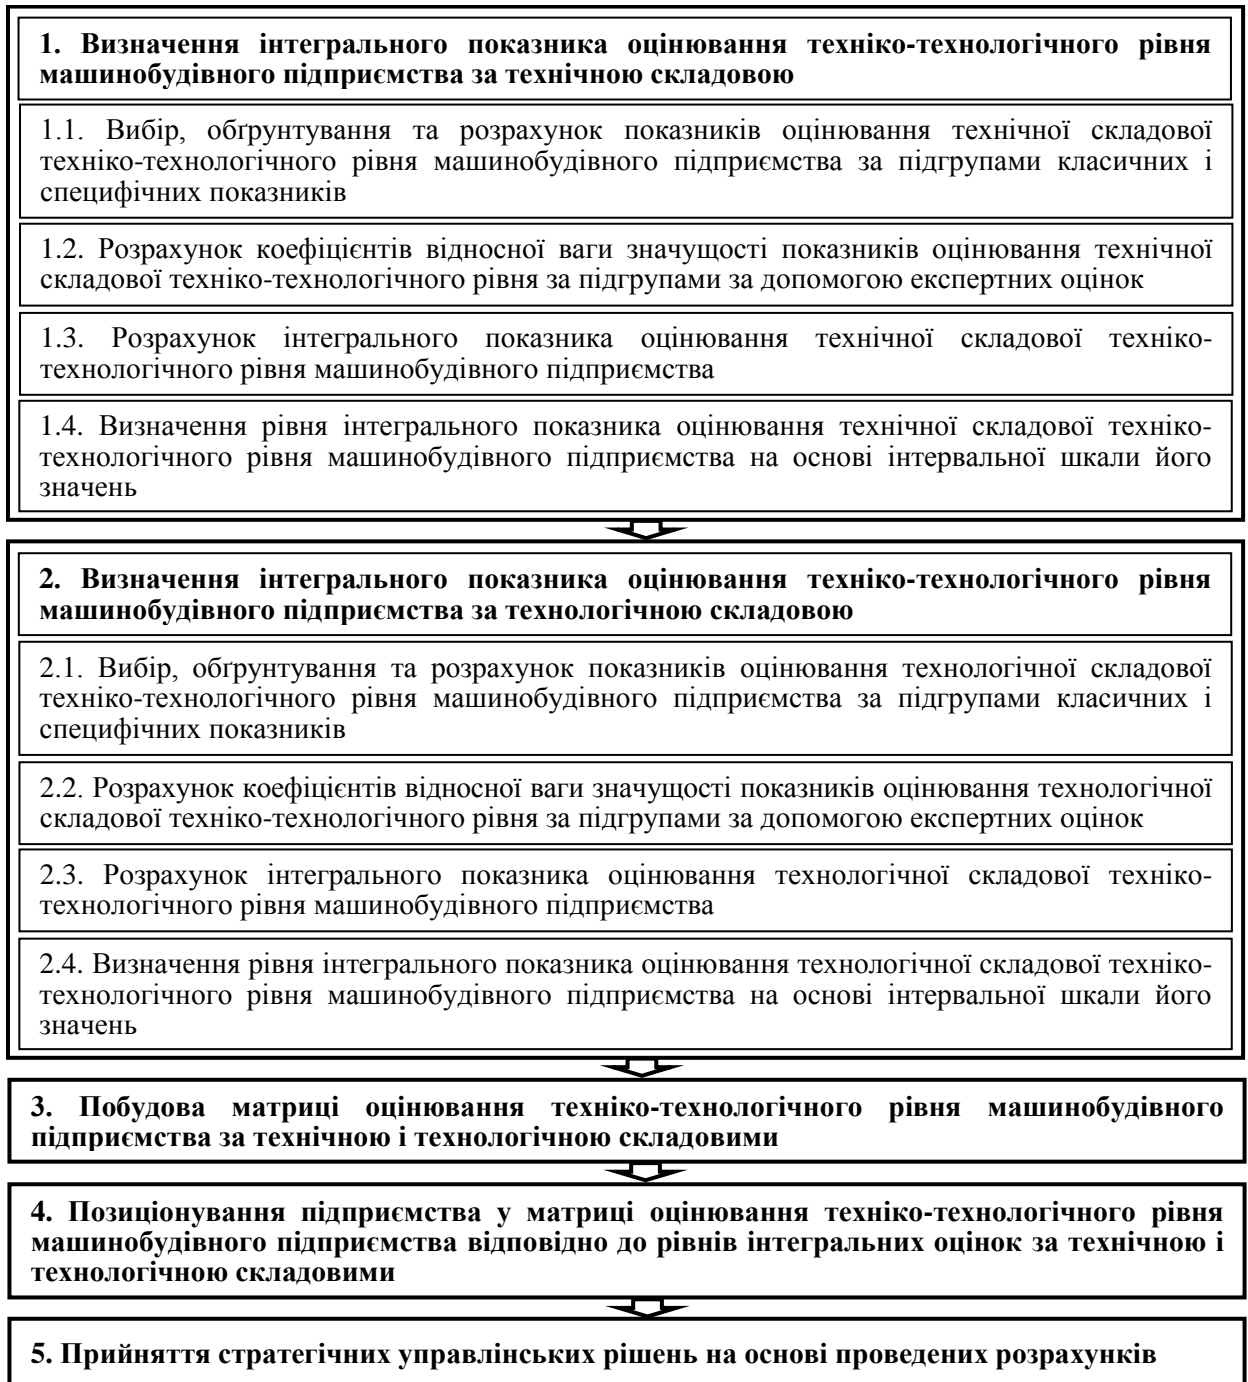 1. Визначення інтегрального показника оцінювання техніко-технологічного рівня
машинобудівного підприємства за технічною складовою
1.1. Вибір, обґрунтування та розрахунок показників оцінювання технічної складової
техніко-технологічного рівня машинобудівного підприємства за підгрупами класичних і
специфічних показників
1.2. Розрахунок коефіцієнтів відносної ваги значущості показників оцінювання технічної
складової техніко-технологічного рівня за підгрупами за допомогою експертних оцінок
1.3. Розрахунок інтегрального показника оцінювання технічної складової техніко-
технологічного рівня машинобудівного підприємства
1.4. Визначення рівня інтегрального показника оцінювання технічної складової техніко-
технологічного рівня машинобудівного підприємства на основі інтервальної шкали його
значень
2. Визначення інтегрального показника оцінювання техніко-технологічного рівня
машинобудівного підприємства за технологічною складовою
2.1. Вибір, обґрунтування та розрахунок показників оцінювання технологічної складової
техніко-технологічного рівня машинобудівного підприємства за підгрупами класичних і
специфічних показників
2.2. Розрахунок коефіцієнтів відносної ваги значущості показників оцінювання технологічної
складової техніко-технологічного рівня за підгрупами за допомогою експертних оцінок
2.3. Розрахунок інтегрального показника оцінювання технологічної складової техніко-
технологічного рівня машинобудівного підприємства
2.4. Визначення рівня інтегрального показника оцінювання технологічної складової техніко-
технологічного рівня машинобудівного підприємства на основі інтервальної шкали його
значень
3. Побудова матриці оцінювання техніко-технологічного рівня машинобудівного
підприємства за технічною і технологічною складовими
4. Позиціонування підприємства у матриці оцінювання техніко-технологічного рівня
машинобудівного підприємства відповідно до рівнів інтегральних оцінок за технічною і
технологічною складовими
5. Прийняття стратегічних управлінських рішень на основі проведених розрахунків